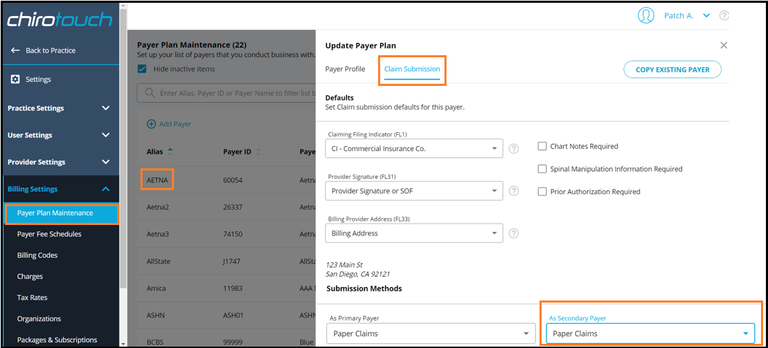 chirotouch
Patch A.
Back to Practice
Settings
Practice Settings
User Settings
Provider Settings
Billing Settings
Payer Plan Maintenance
Payer Fee Schedules
Billing Codes
Charges
Tax Rates
Organizations
Packages & Subscriptions
Payer Plan Maintenance (22)
Set up your list of payers that you conduct business with.
Hide inactive items
Enter Alias, Payer ID or Payer Name to filter list b
Add Payer
Alias Payer ID Paye
AETNA 60054 Aetna
Aetna2 26337 Aetna
Aetna3 74150 Aetna
AllState J1747 AllSta
Amica 11983 AAA
ASHN ASH01 ASHN
BCBS 99999 Blue
Update Payer Plan
Payer Profile Claim Submission COPY EXISTING PAYER
Defaults
Set Claim submission defaults for this payer.
Claiming Filing Indicator (FL1)
CI - Commercial Insurance Co.
Chart Notes Required
Spinal Manipulation Information Required
Provider Signature (FL31)
Provider Signature or SOF
Prior Authorization Required
Billing Provider Address (FL33)
Billing Address
123 Main St
San Diego, CA 92121
Submission Methods
As Primary Payer
Paper Claims
As Secondary Payer
Paper Claims